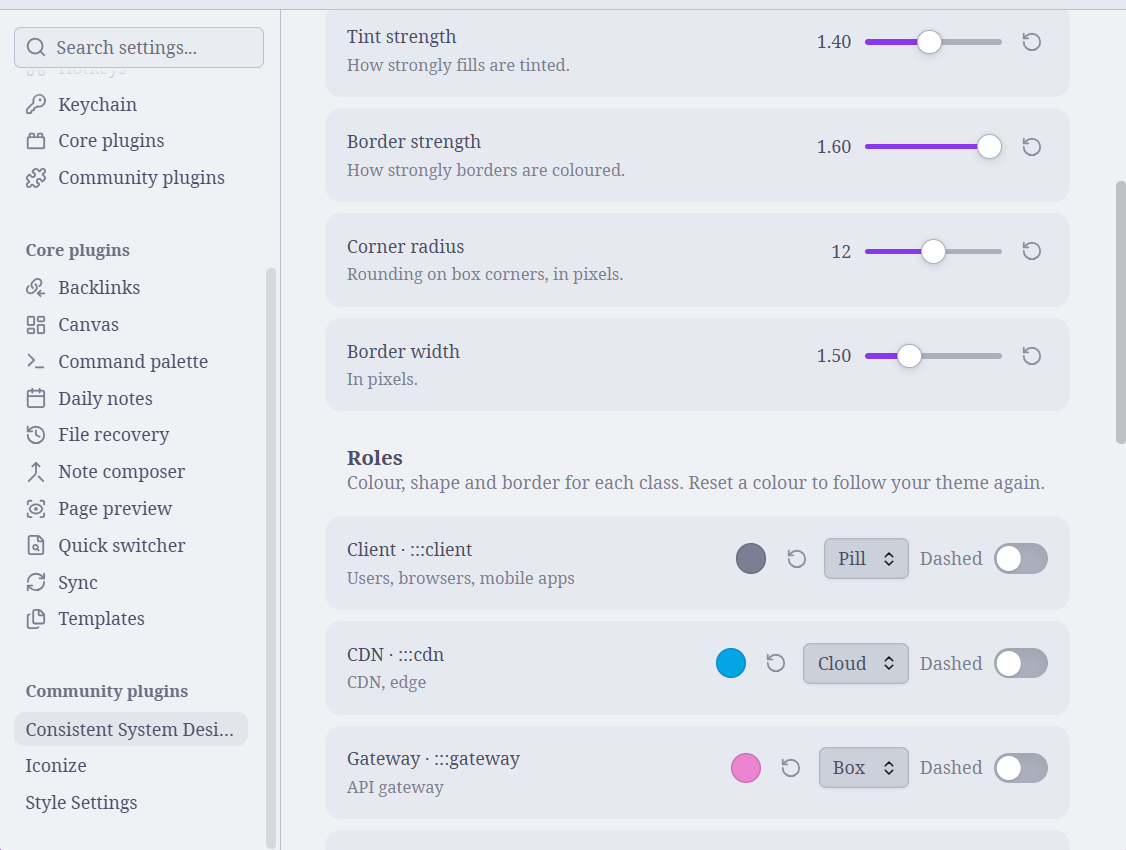 Search settings...
Hotkeys
Keychain
Core plugins
Community plugins
Core plugins
Backlinks
Canvas
Command palette
Daily notes
File recovery
Note composer
Page preview
Quick switcher
Sync
Templates
Community plugins
Consistent System Desi...
Iconize
Style Settings
Tint strength
How strongly fills are tinted.
1.40
Border strength
How strongly borders are coloured.
1.60
Corner radius
Rounding on box corners, in pixels.
12
Border width
In pixels.
1.50
Roles
Colour, shape and border for each class. Reset a colour to follow your theme again.
Client · :::client
Users, browsers, mobile apps
Pill
Dashed
CDN · :::cdn
CDN, edge
Cloud
Dashed
Gateway · :::gateway
API gateway
Box
Dashed